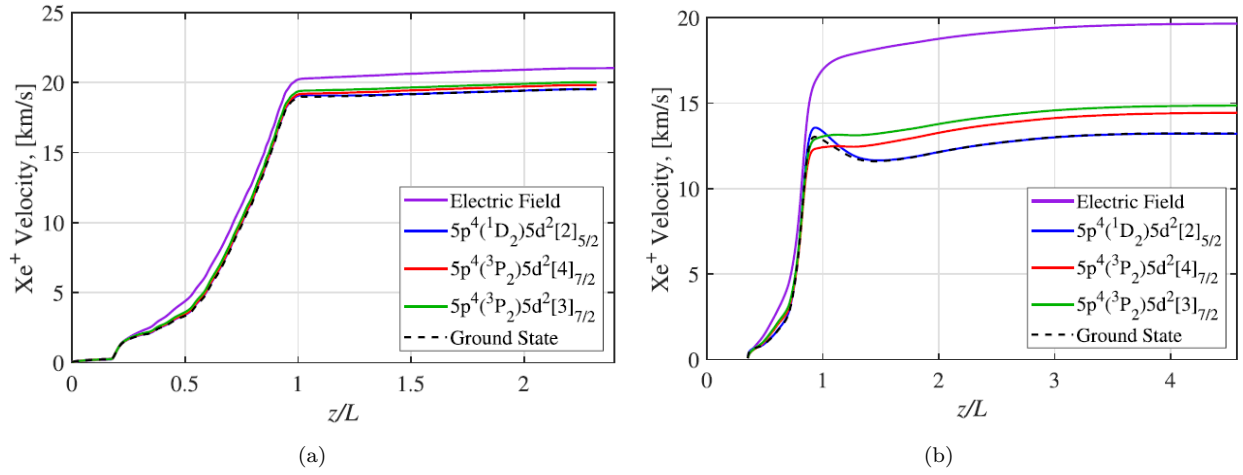 25
20
15
10
5
0
Xe⁺ Velocity, [km/s]
Electric Field
5p⁴(¹D₂)5d²[2]₅/₂
5p⁴(³P₂)5d²[4]₇/₂
5p⁴(³P₂)5d²[3]₇/₂
Ground State
0 0.5 1 1.5 2
z/L
(a)
20
15
10
5
0
Xe⁺ Velocity, [km/s]
Electric Field
5p⁴(¹D₂)5d²[2]₅/₂
5p⁴(³P₂)5d²[4]₇/₂
5p⁴(³P₂)5d²[3]₇/₂
Ground State
0 1 2 3 4
z/L
(b)